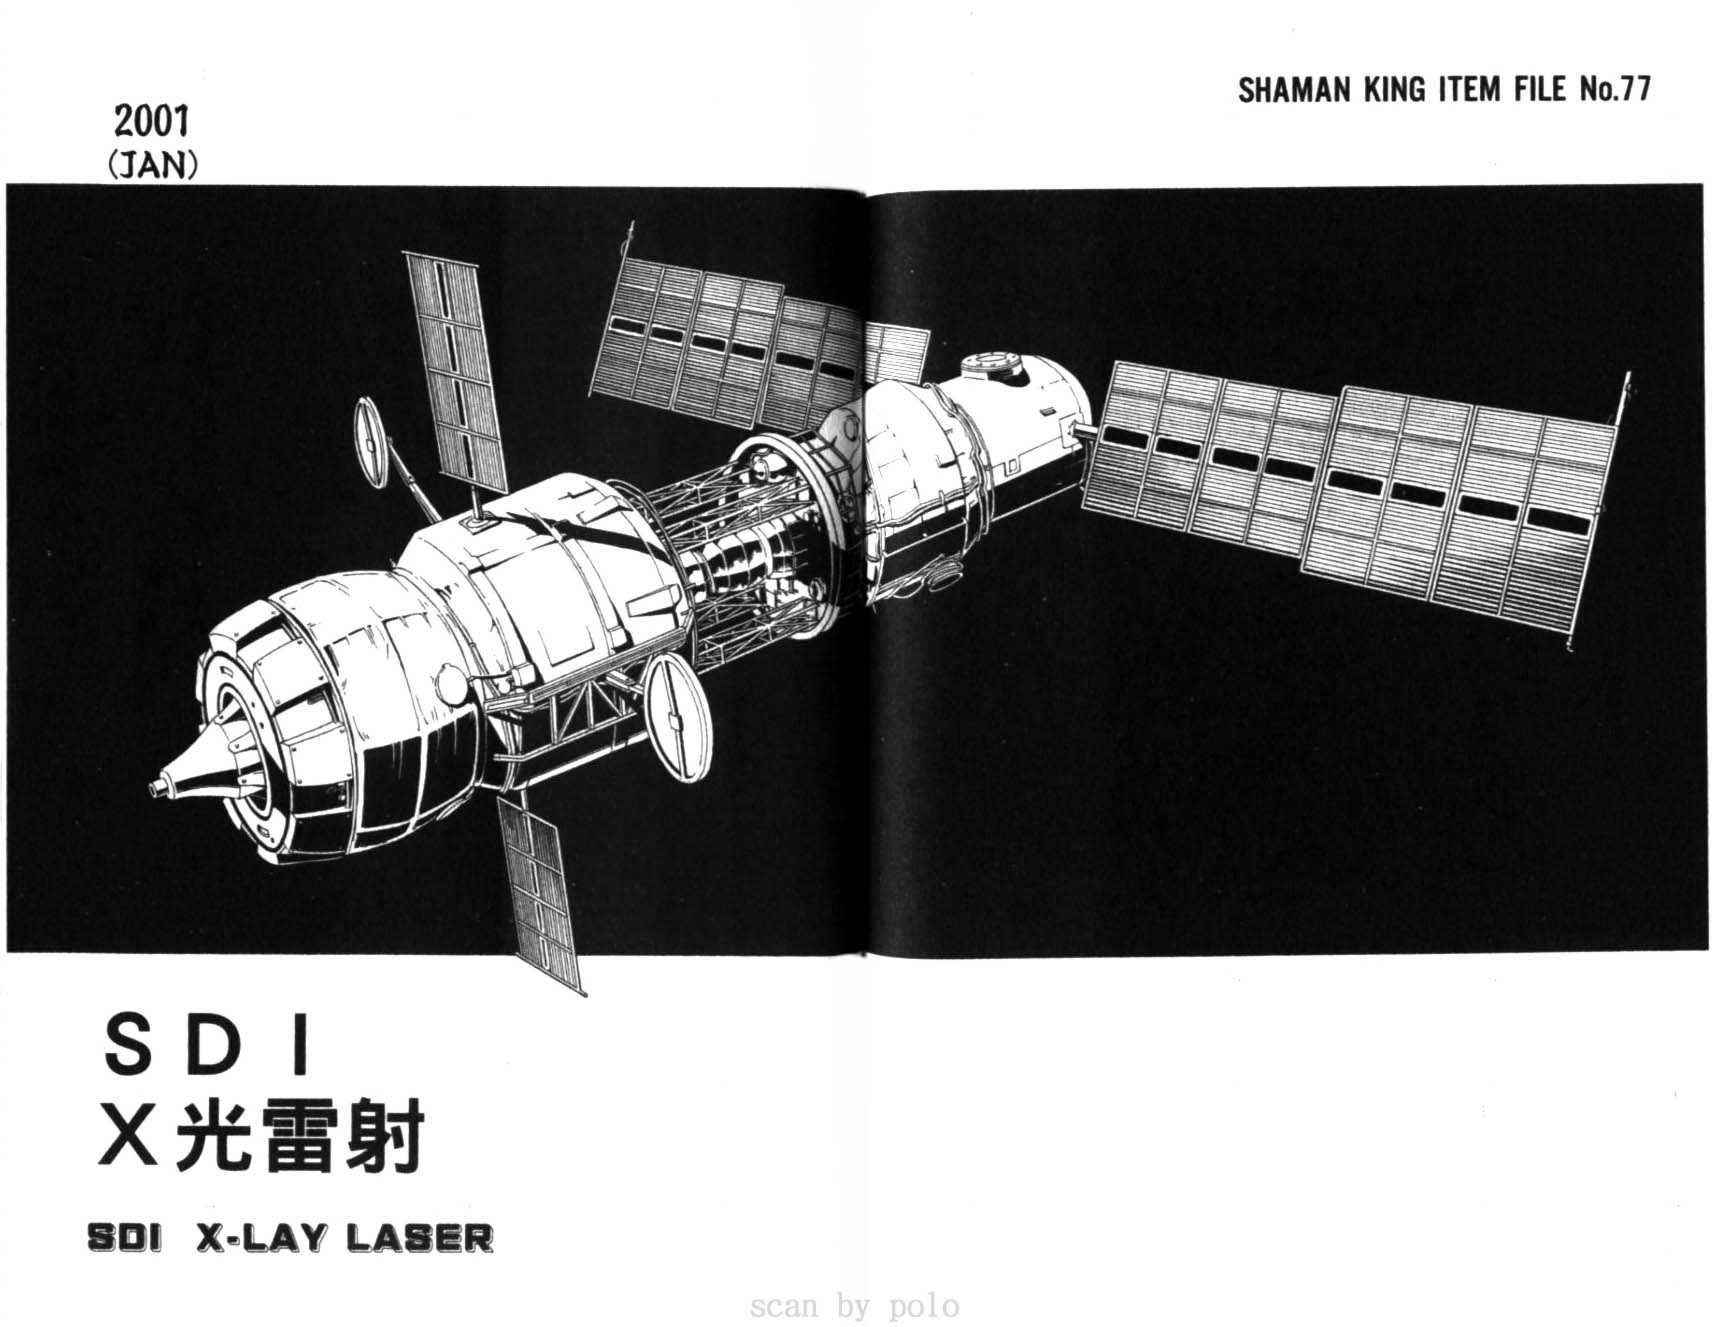 SHAMAN KING ITEM FILE No.77
2001
(JAN)
SDI
X光雷射
SDI X-LAY LASER
scan by polo